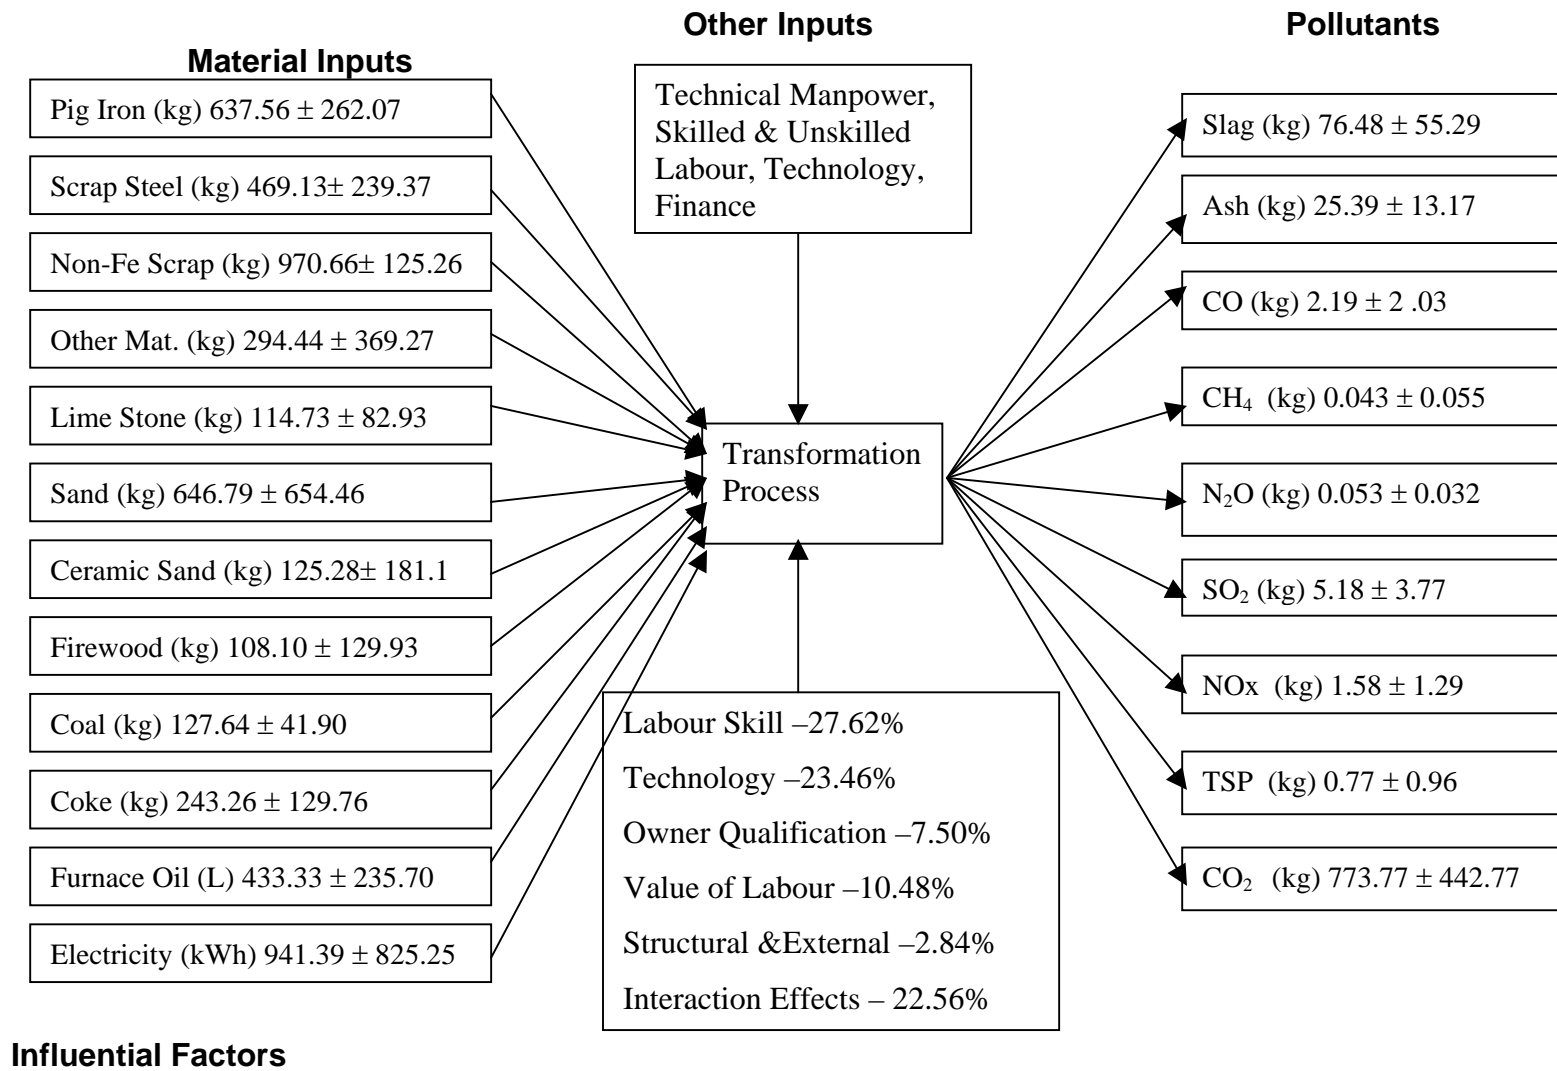 Material Inputs
Pig Iron (kg) 637.56 ± 262.07
Scrap Steel (kg) 469.13± 239.37
Non-Fe Scrap (kg) 970.66± 125.26
Other Mat. (kg) 294.44 ± 369.27
Lime Stone (kg) 114.73 ± 82.93
Sand (kg) 646.79 ± 654.46
Ceramic Sand (kg) 125.28± 181.1
Firewood (kg) 108.10 ± 129.93
Coal (kg) 127.64 ± 41.90
Coke (kg) 243.26 ± 129.76
Furnace Oil (L) 433.33 ± 235.70
Electricity (kWh) 941.39 ± 825.25
Other Inputs
Technical Manpower,
Skilled & Unskilled
Labour, Technology,
Finance
Transformation
Process
Labour Skill –27.62%
Technology –23.46%
Owner Qualification –7.50%
Value of Labour –10.48%
Structural &External –2.84%
Interaction Effects – 22.56%
Pollutants
Slag (kg) 76.48 ± 55.29
Ash (kg) 25.39 ± 13.17
CO (kg) 2.19 ± 2 .03
CH₄ (kg) 0.043 ± 0.055
N₂O (kg) 0.053 ± 0.032
SO₂ (kg) 5.18 ± 3.77
NOx (kg) 1.58 ± 1.29
TSP (kg) 0.77 ± 0.96
CO₂ (kg) 773.77 ± 442.77
Influential Factors